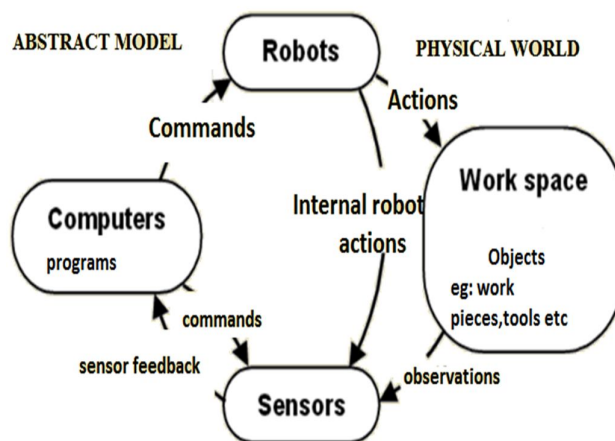 ABSTRACT MODEL
Robots
PHYSICAL WORLD
Actions
Commands
Work space
Computers
programs
Internal robot
actions
Objects
eg: work
pieces,tools etc
commands
sensor feedback
observations
Sensors